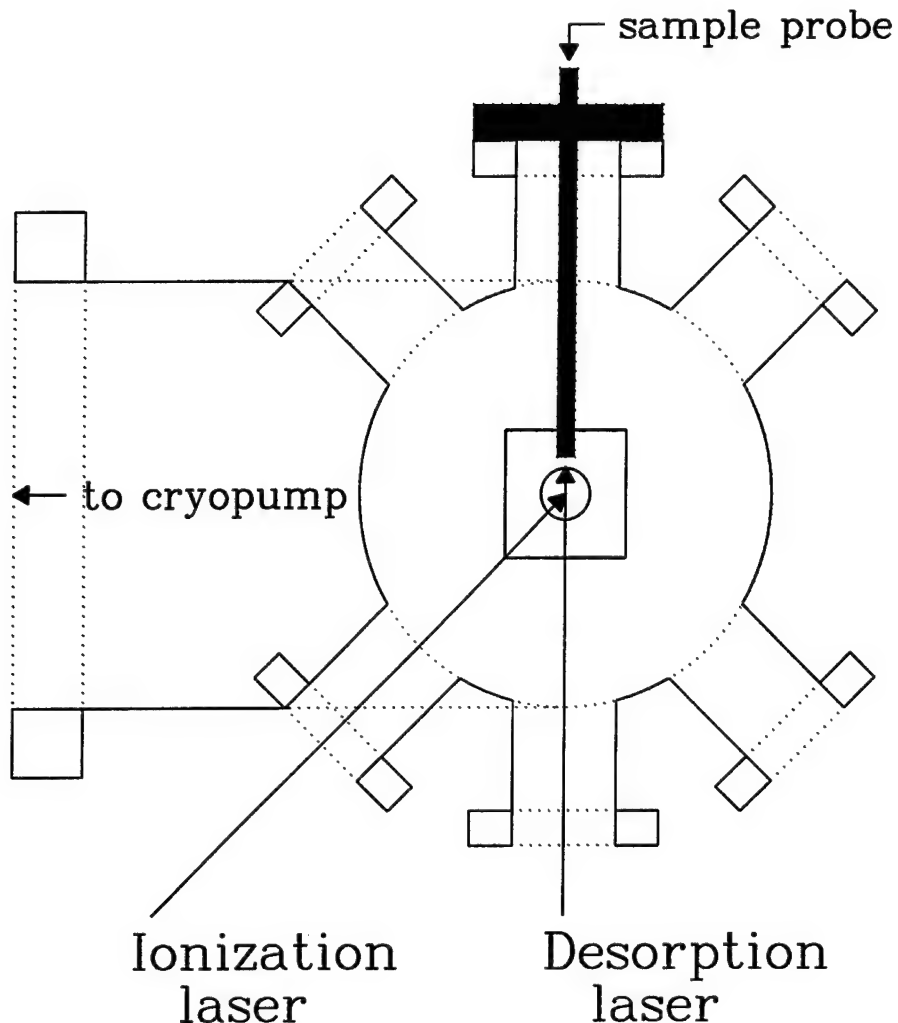 sample probe
to cryopump
Ionization
laser
Desorption
laser